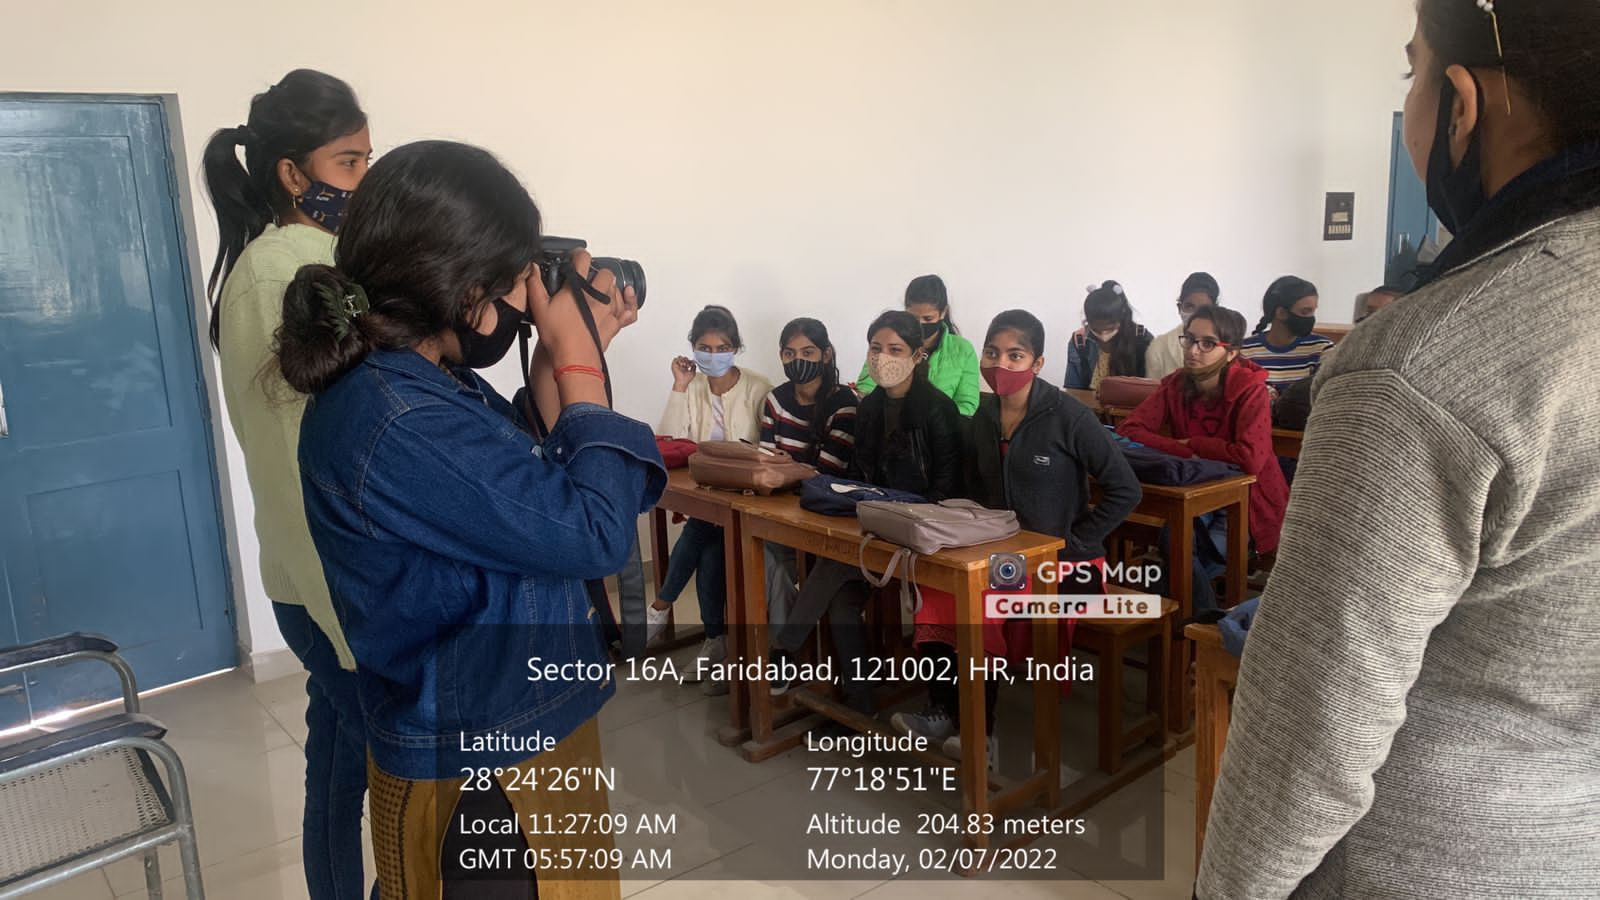 GPS Map
Camera Lite
Sector 16A, Faridabad, 121002, HR, India
Latitude
28°24'26"N
Longitude
77°18'51"E
Local 11:27:09 AM
GMT 05:57:09 AM
Altitude 204.83 meters
Monday, 02/07/2022